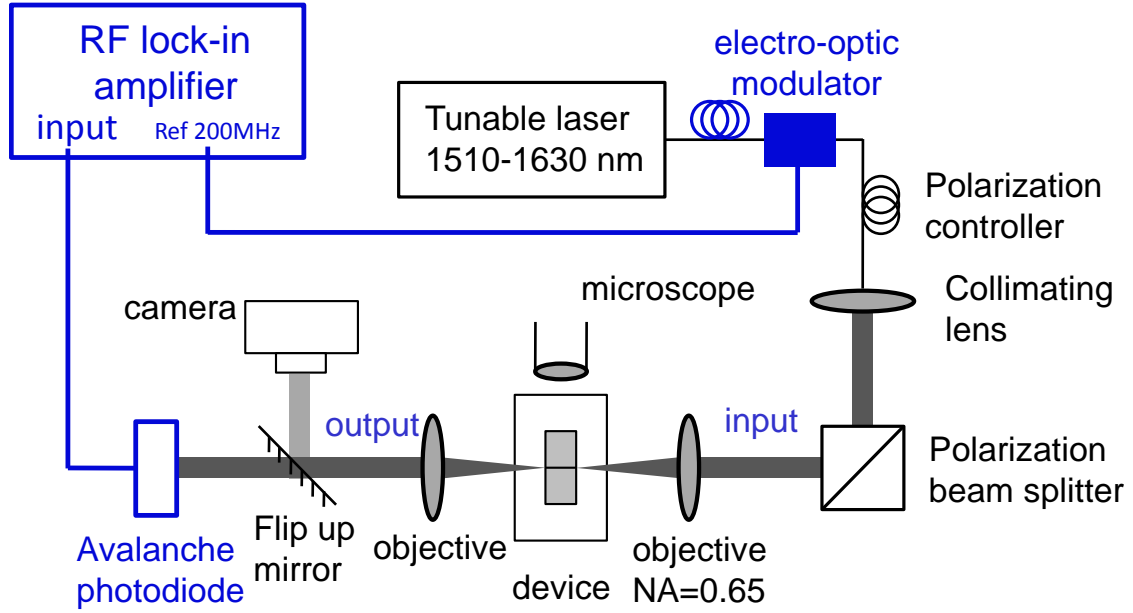 RF lock-in
amplifier
input
Ref 200MHz
electro-optic
modulator
Tunable laser
1510-1630 nm
Polarization
controller
camera
microscope
Collimating
lens
output
input
Polarization
beam splitter
Flip up
mirror
objective
objective
NA=0.65
Avalanche
photodiode
device